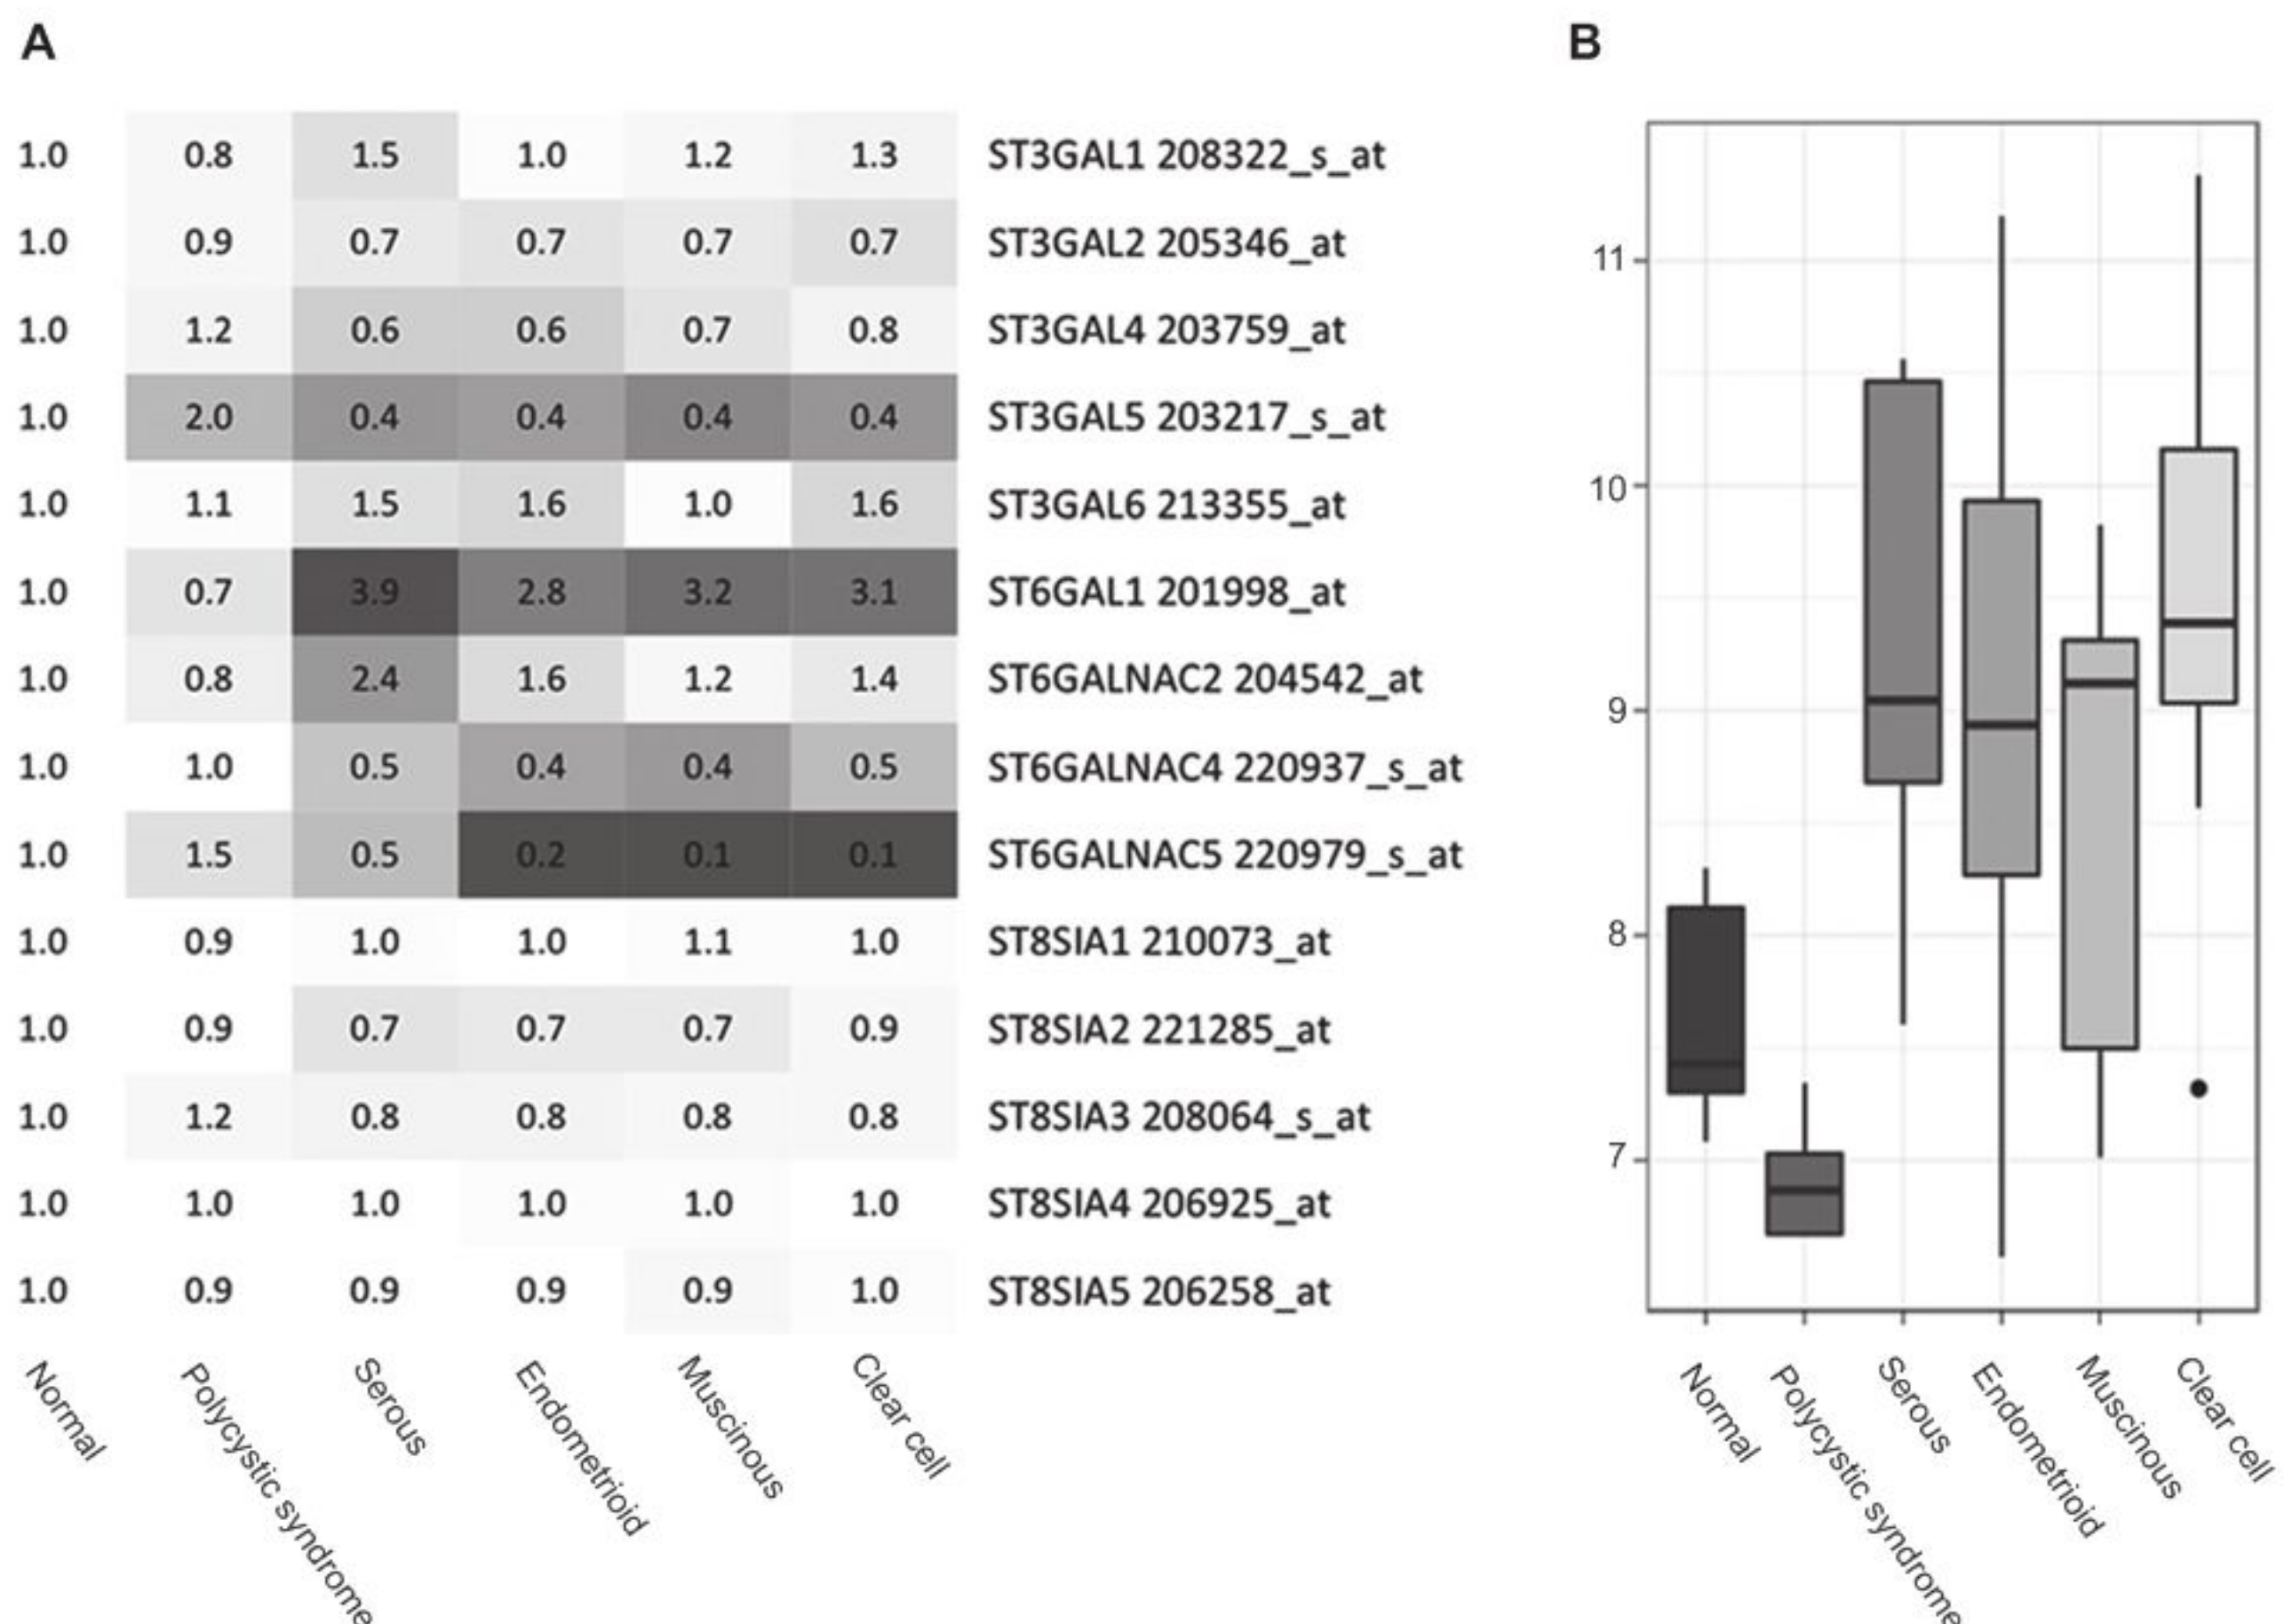 A
1.0 0.8 1.5 1.0 1.2 1.3 ST3GAL1 208322_s_at
1.0 0.9 0.7 0.7 0.7 0.7 ST3GAL2 205346_at
1.0 1.2 0.6 0.6 0.7 0.8 ST3GAL4 203759_at
1.0 2.0 0.4 0.4 0.4 0.4 ST3GAL5 203217_s_at
1.0 1.1 1.5 1.6 1.0 1.6 ST3GAL6 213355_at
1.0 0.7 3.9 2.8 3.2 3.1 ST6GAL1 201998_at
1.0 0.8 2.4 1.6 1.2 1.4 ST6GALNAC2 204542_at
1.0 1.0 0.5 0.4 0.4 0.5 ST6GALNAC4 220937_s_at
1.0 1.5 0.5 0.2 0.1 0.1 ST6GALNAC5 220979_s_at
1.0 0.9 1.0 1.0 1.1 1.0 ST8SIA1 210073_at
1.0 0.9 0.7 0.7 0.7 0.9 ST8SIA2 221285_at
1.0 1.2 0.8 0.8 0.8 0.8 ST8SIA3 208064_s_at
1.0 1.0 1.0 1.0 1.0 1.0 ST8SIA4 206925_at
1.0 0.9 0.9 0.9 0.9 1.0 ST8SIA5 206258_at
Normal
Polycystic syndrome
Serous
Endometrioid
Muscinous
Clear cell
B
11
10
9
8
7
Normal
Polycystic syndrome
Serous
Endometrioid
Muscinous
Clear cell